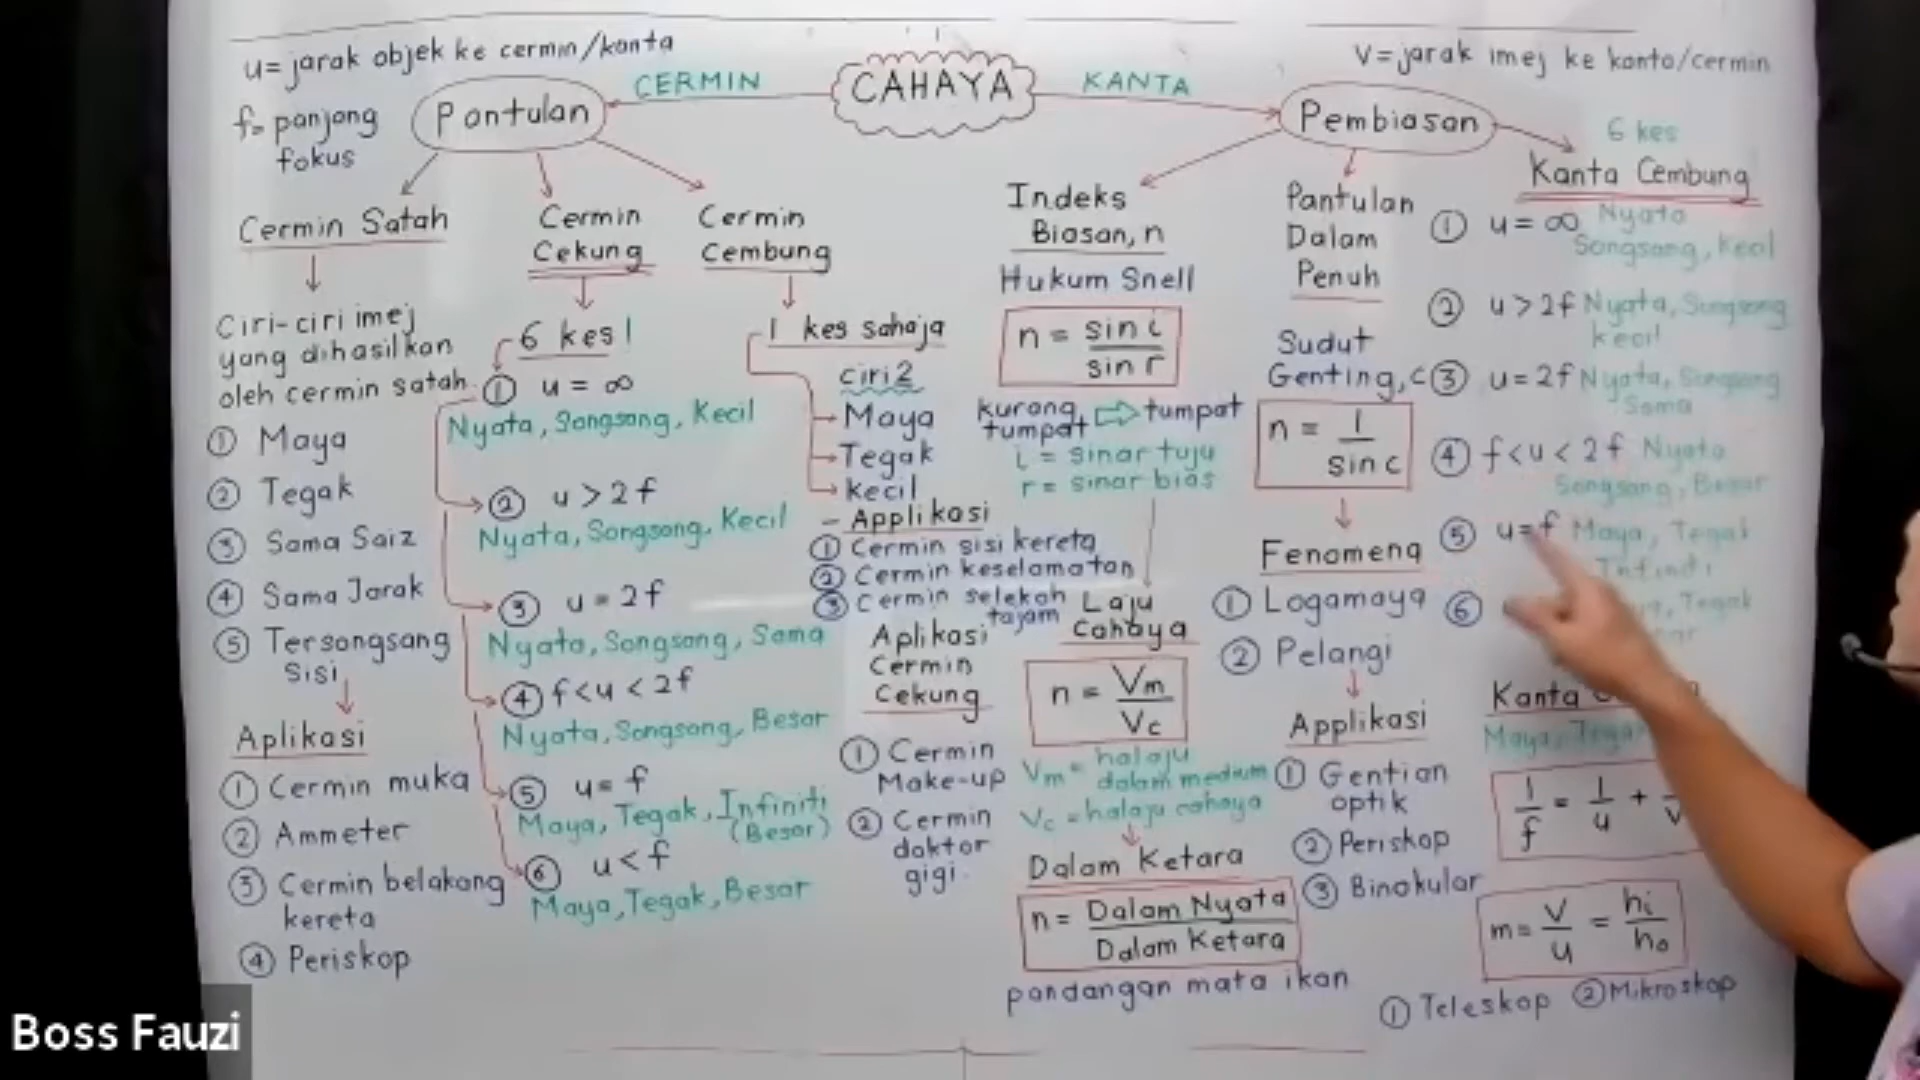 u = jarak objek ke cermin/kanta
f = panjang
fokus
CERMIN
CAHAYA
KANTA
v = jarak imej ke kanta/cermin
Pantulan
Pembiasan
Cermin Satah
Ciri-ciri imej
yang dihasilkan
oleh cermin satah
① Maya
② Tegak
③ Sama Saiz
④ Sama Jarak
⑤ Tersongsang
Sisi
Aplikasi
① Cermin muka
② Ammeter
③ Cermin belakang
kereta
④ Periskop
Cermin
Cekung
6 kes!
① u = ∞
Nyata, Songsang, Kecil
② u > 2f
Nyata, Songsang, Kecil
③ u = 2f
Nyata, Songsang, Sama
④ f < u < 2f
Nyata, Songsang, Besar
⑤ u = f
Maya, Tegak, Infiniti
(Besar)
⑥ u < f
Maya, Tegak, Besar
Cermin
Cembung
1 kes sahaja
ciri2
Maya
Tegak
kecil
- Applikasi
① Cermin sisi kereta
② Cermin keselamatan
③ Cermin selekoh
tajam
Aplikasi
Cermin
Cekung
① Cermin
Make-up
② Cermin
doktor
gigi.
Indeks
Biasan, n
Hukum Snell
n = sin i
sin r
kurang tumpat
tumpat
i = sinar tuju
r = sinar bias
Laju
Cahaya
n = Vm
Vc
Vm = halaju
dalam medium
Vc = halaju cahaya
Dalam Ketara
n = Dalam Nyata
Dalam Ketara
pandangan mata ikan
Pantulan
Dalam
Penuh
Sudut
Genting, c
n = 1
sin c
Fenomena
① Logamaya
② Pelangi
Applikasi
① Gentian
optik
② Periskop
③ Binokular
6 kes
Kanta Cembung
① u = ∞ Nyata
Songsang, Kecil
② u > 2f Nyata, Songsang
kecil
③ u = 2f Nyata, Songsang
Sama
④ f < u < 2f Nyata
Songsang, Besar
⑤ u = f Maya, Tegak
Infiniti
⑥ Tegak
Kanta
Maya, Tegak
1/f = 1/u + /v
m = v/u = hi/ho
① Teleskop ② Mikroskop
Boss Fauzi